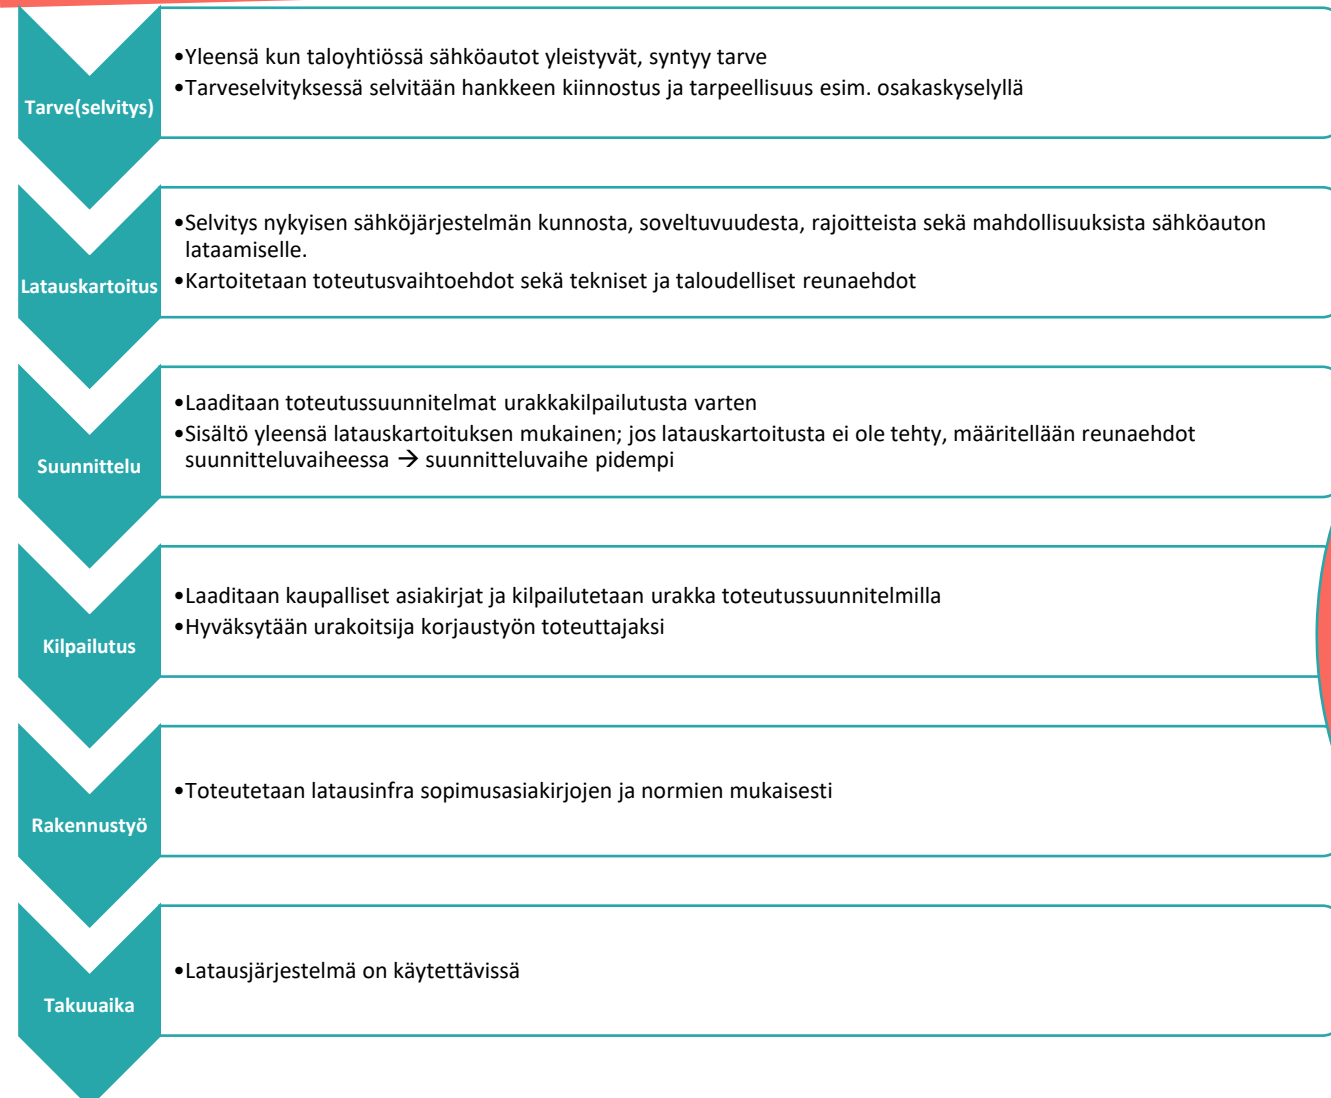 Tarve(selvitys)
•Yleensä kun taloyhtiössä sähköautot yleistyvät, syntyy tarve
•Tarveselvityksessä selvitään hankkeen kiinnostus ja tarpeellisuus esim. osakaskyselyllä
Latauskartoitus
•Selvitys nykyisen sähköjärjestelmän kunnosta, soveltuvuudesta, rajoitteista sekä mahdollisuuksista sähköauton
lataamiselle.
•Kartoitetaan toteutusvaihtoehdot sekä tekniset ja taloudelliset reunaehdot
Suunnittelu
•Laaditaan toteutussuunnitelmat urakkakilpailutusta varten
•Sisältö yleensä latauskartoituksen mukainen; jos latauskartoitusta ei ole tehty, määritellään reunaehdot
suunnitteluvaiheessa → suunnitteluvaihe pidempi
Kilpailutus
•Laaditaan kaupalliset asiakirjat ja kilpailutetaan urakka toteutussuunnitelmilla
•Hyväksytään urakoitsija korjaustyön toteuttajaksi
Rakennustyö
•Toteutetaan latausinfra sopimusasiakirjojen ja normien mukaisesti
Takuuaika
•Latausjärjestelmä on käytettävissä